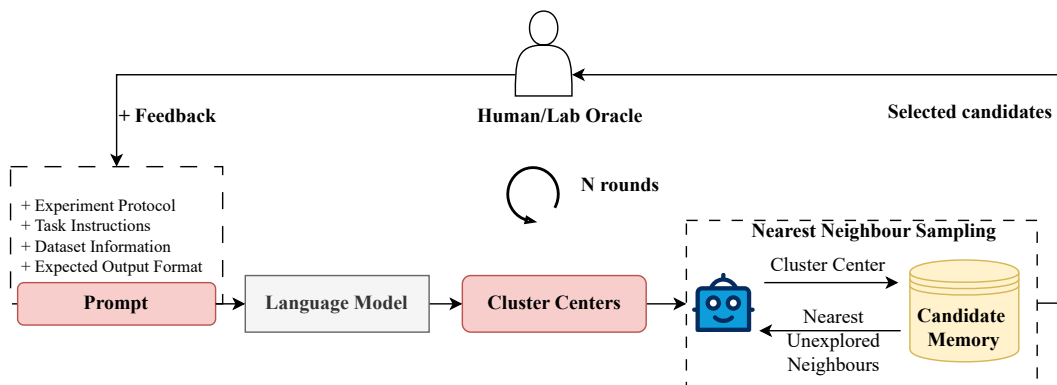 + Feedback
Human/Lab Oracle
Selected candidates
N rounds
+ Experiment Protocol
+ Task Instructions
+ Dataset Information
+ Expected Output Format
Prompt
Language Model
Cluster Centers
Nearest Neighbour Sampling
Cluster Center
Nearest
Unexplored
Neighbours
Candidate
Memory